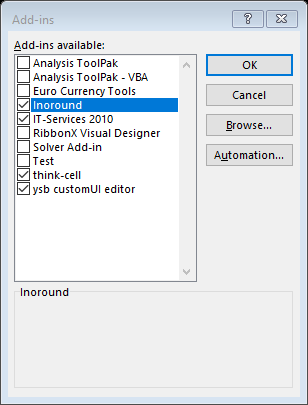 Add-ins
?
Add-ins available:
Analysis ToolPak
Analysis ToolPak - VBA
Euro Currency Tools
Inoround
IT-Services 2010
RibbonX Visual Designer
Solver Add-in
Test
think-cell
ysb customUI editor
OK
Cancel
Browse...
Automation...
Inoround